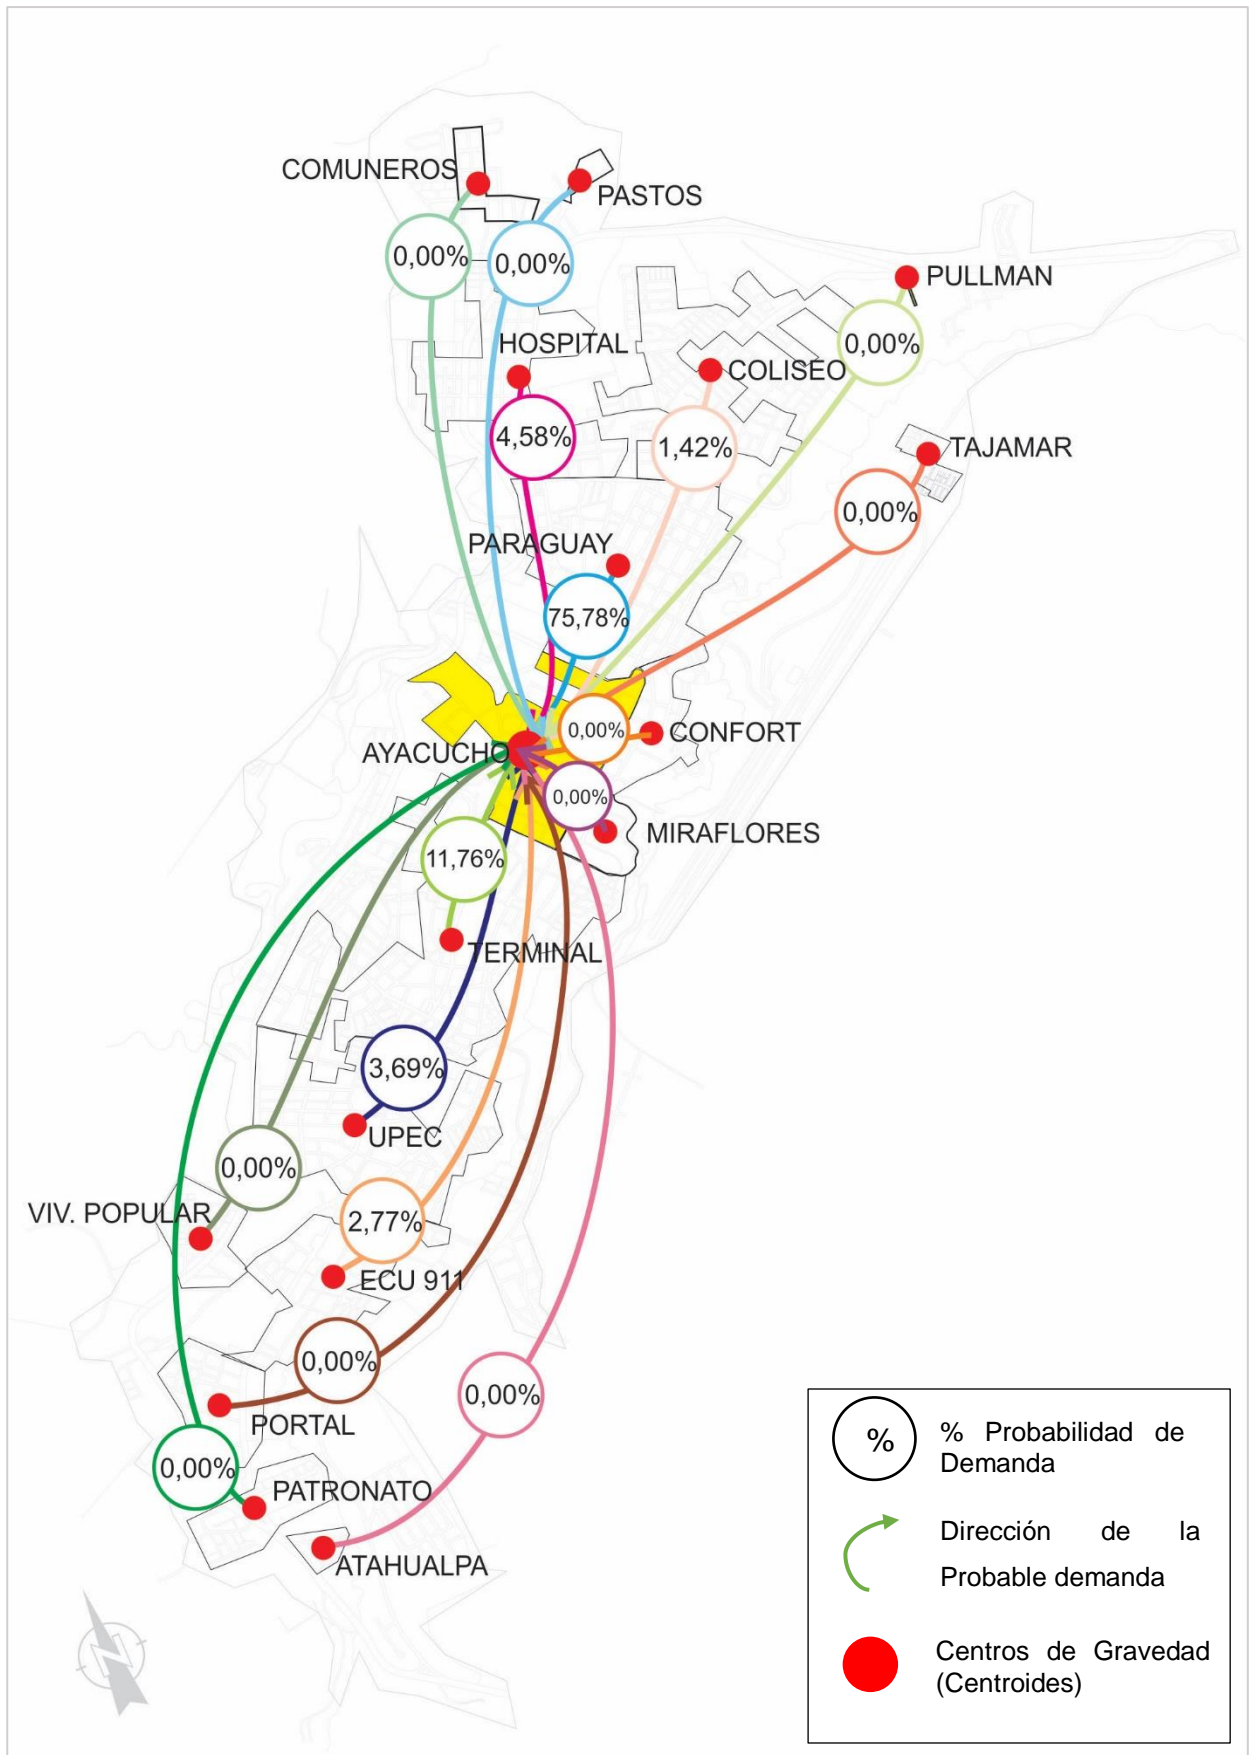 COMUNEROS
PASTOS
0,00%
0,00%
PULLMAN
HOSPITAL
0,00%
COLISEO
4,58%
1,42%
TAJAMAR
0,00%
PARAGUAY
75,78%
0,00%
CONFORT
AYACUCHO
0,00%
MIRAFLORES
11,76%
TERMINAL
3,69%
UPEC
0,00%
VIV. POPULAR
2,77%
ECU 911
0,00%
0,00%
PORTAL
0,00%
PATRONATO
ATAHUALPA
%
% Probabilidad de
Demanda
Dirección de la
Probable demanda
Centros de Gravedad
(Centroides)